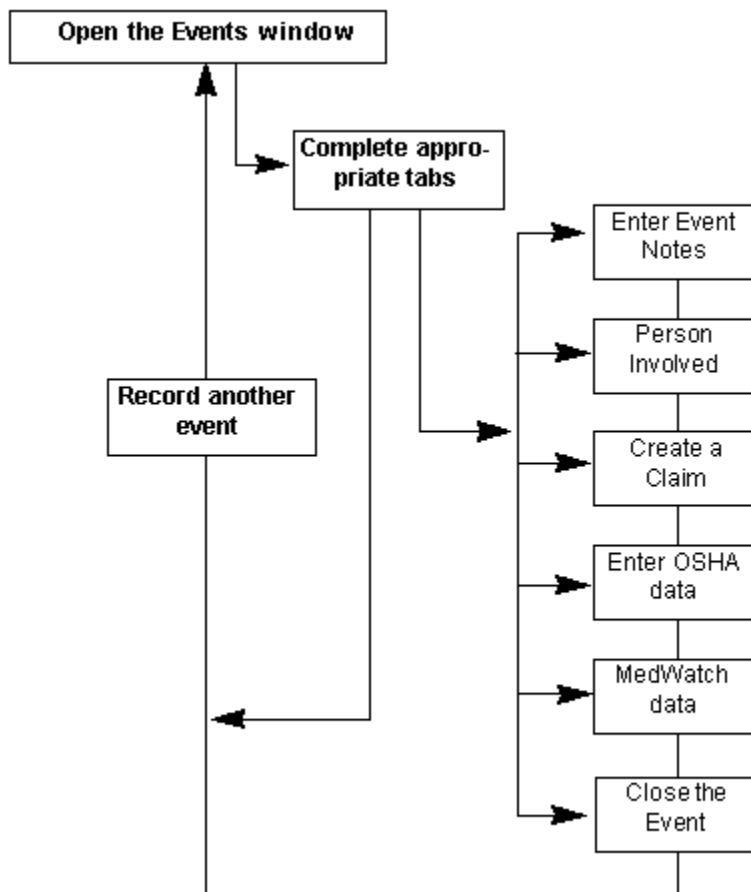 Open the Events window
Complete appro-
priate tabs
Enter Event
Notes
Person
Involved
Record another
event
Create a
Claim
Enter OSHA
data
MedWatch
data
Close the
Event